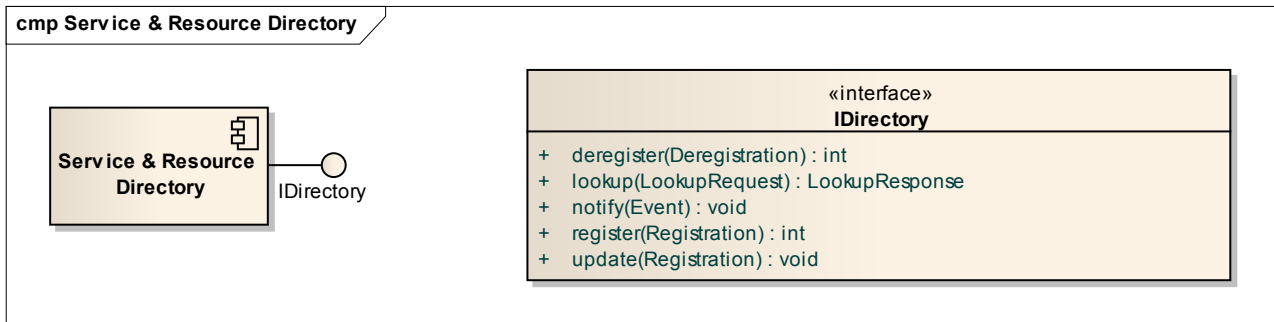 cmp Service & Resource Directory
Service & Resource
Directory
IDirectory
«interface»
IDirectory
+ deregister(Deregistration) : int
+ lookup(LookupRequest) : LookupResponse
+ notify(Event) : void
+ register(Registration) : int
+ update(Registration) : void